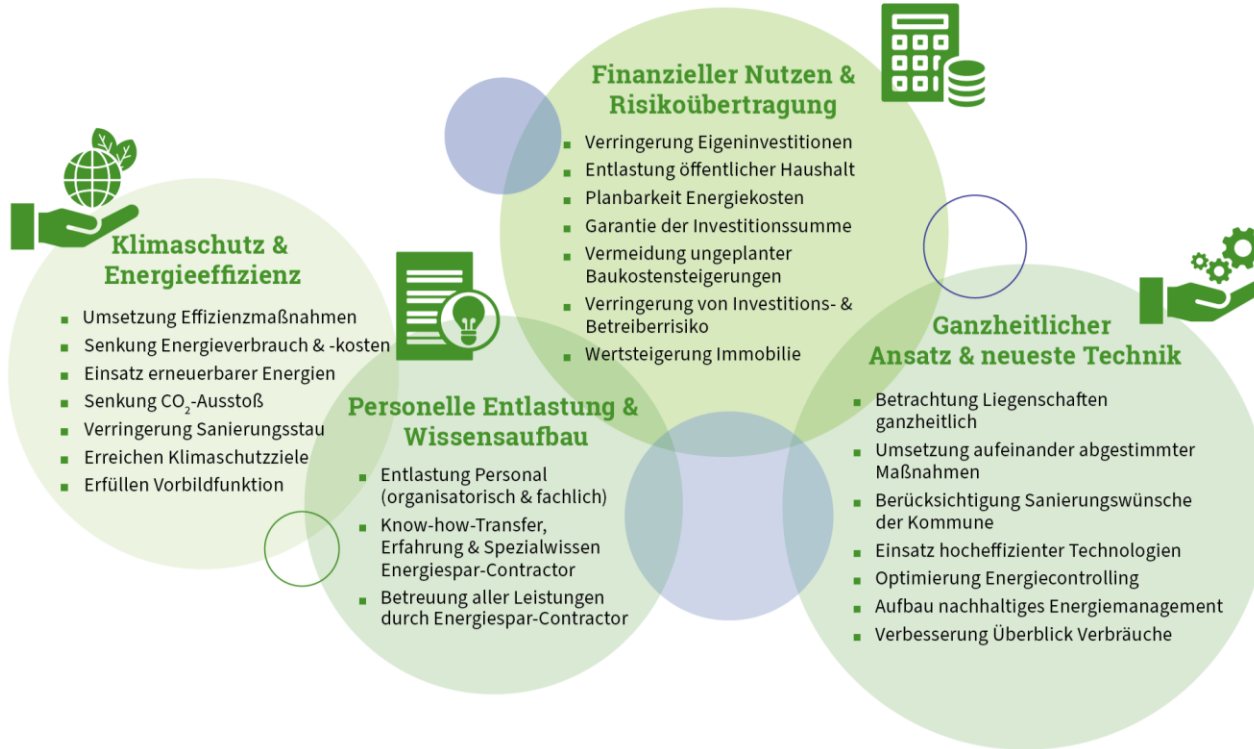 Klimaschutz &
Energieeffizienz
▪ Umsetzung Effizienzmaßnahmen
▪ Senkung Energieverbrauch & -kosten
▪ Einsatz erneuerbarer Energien
▪ Senkung CO₂-Ausstoß
▪ Verringerung Sanierungsstau
▪ Erreichen Klimaschutzziele
▪ Erfüllen Vorbildfunktion
Personelle Entlastung &
Wissensaufbau
▪ Entlastung Personal
(organisatorisch & fachlich)
▪ Know-how-Transfer,
Erfahrung & Spezialwissen
Energiespar-Contractor
▪ Betreuung aller Leistungen
durch Energiespar-Contractor
Finanzieller Nutzen &
Risikoübertragung
▪ Verringerung Eigeninvestitionen
▪ Entlastung öffentlicher Haushalt
▪ Planbarkeit Energiekosten
▪ Garantie der Investitionssumme
▪ Vermeidung ungeplanter
Baukostensteigerungen
▪ Verringerung von Investitions- &
Betreiberrisiko
▪ Wertsteigerung Immobilie
Ganzheitlicher
Ansatz & neueste Technik
▪ Betrachtung Liegenschaften
ganzheitlich
▪ Umsetzung aufeinander abgestimmter
Maßnahmen
▪ Berücksichtigung Sanierungswünsche
der Kommune
▪ Einsatz hocheffizienter Technologien
▪ Optimierung Energiecontrolling
▪ Aufbau nachhaltiges Energiemanagement
▪ Verbesserung Überblick Verbräuche